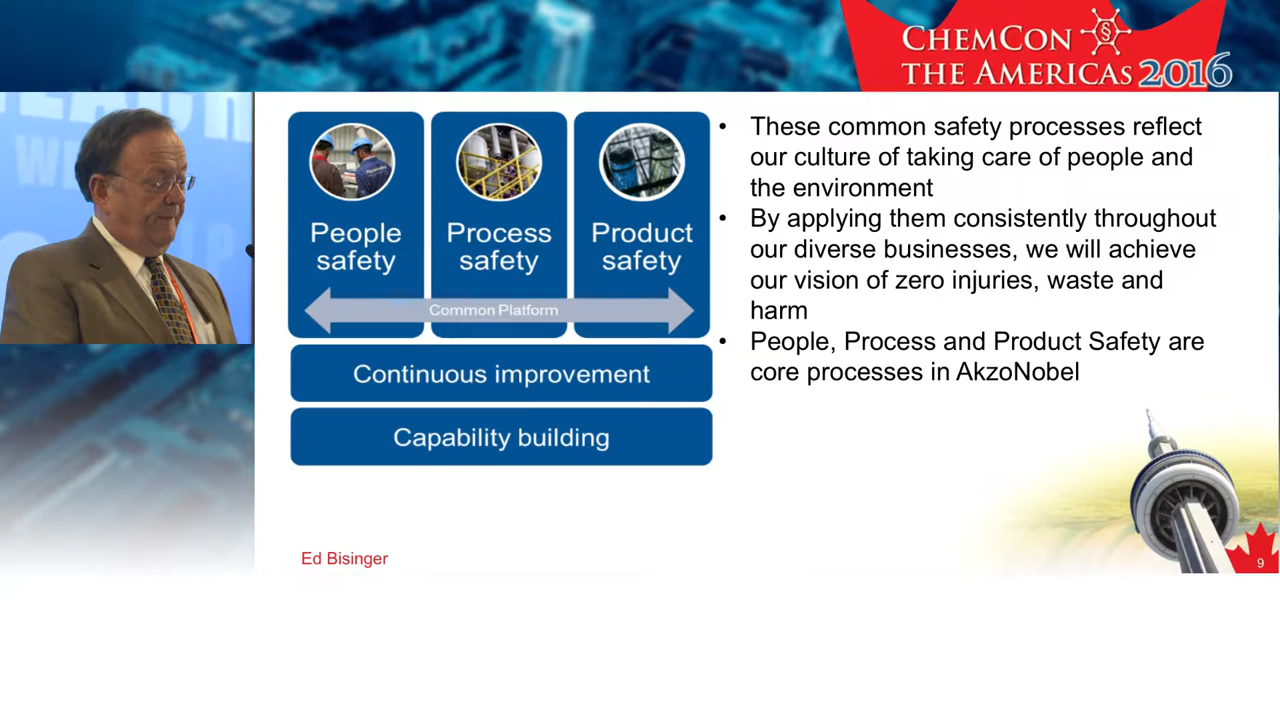 CHEMCON
THE AMERICAS 2016
§
People
safety
Process
safety
Product
safety
Common Platform
Continuous improvement
Capability building
• These common safety processes reflect
our culture of taking care of people and
the environment
• By applying them consistently throughout
our diverse businesses, we will achieve
our vision of zero injuries, waste and
harm
• People, Process and Product Safety are
core processes in AkzoNobel
Ed Bisinger
9